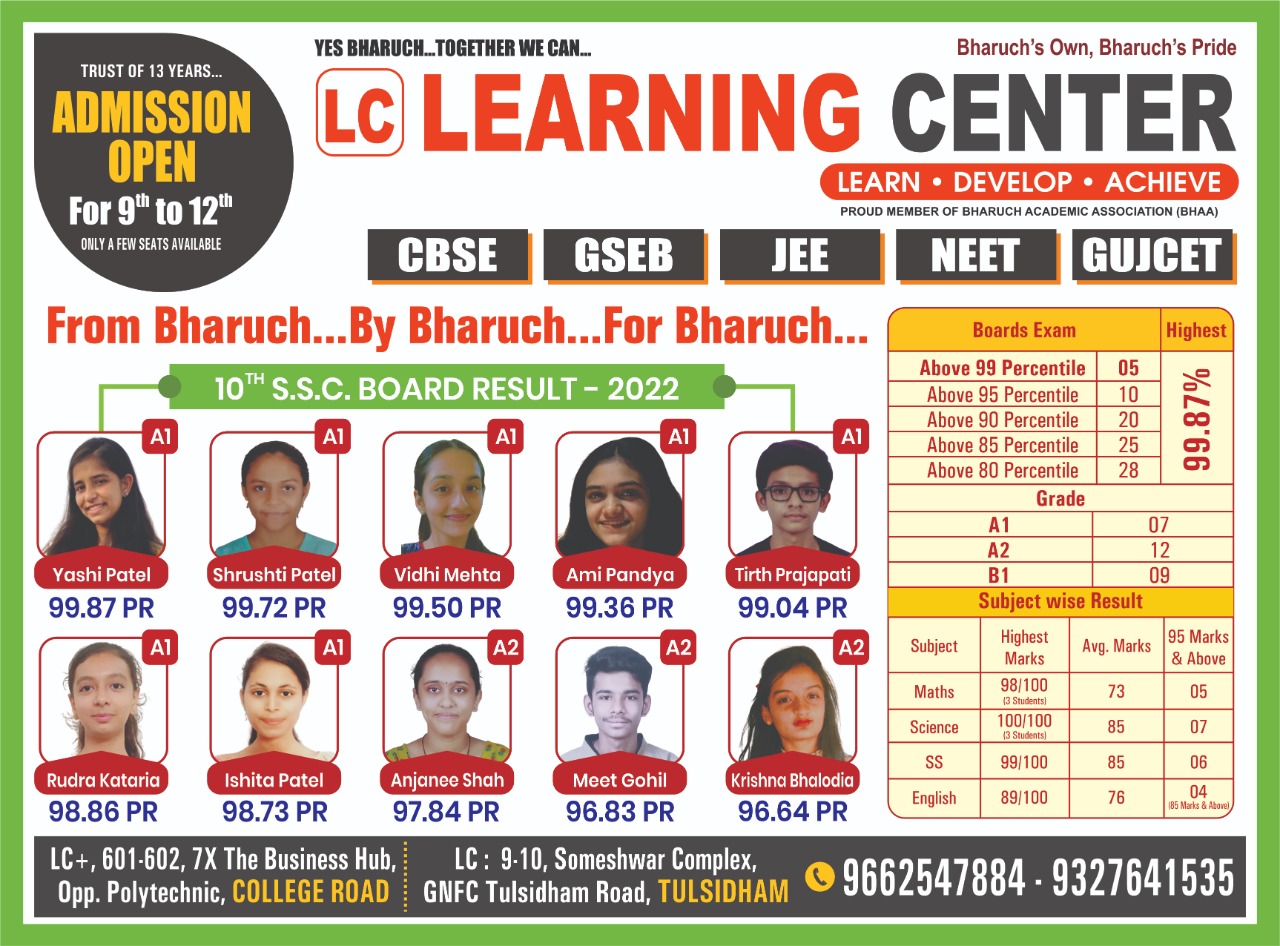 TRUST OF 13 YEARS...
ADMISSION
OPEN
For 9th to 12th
ONLY A FEW SEATS AVAILABLE
YES BHARUCH...TOGETHER WE CAN...
Bharuch's Own, Bharuch's Pride
LC LEARNING CENTER
LEARN • DEVELOP • ACHIEVE
PROUD MEMBER OF BHARUCH ACADEMIC ASSOCIATION (BHAA)
CBSE GSEB JEE NEET GUJCET
From Bharuch...By Bharuch...For Bharuch...
10TH S.S.C. BOARD RESULT - 2022
A1 A1 A1 A1 A1
Yashi Patel Shrushti Patel Vidhi Mehta Ami Pandya Tirth Prajapati
99.87 PR 99.72 PR 99.50 PR 99.36 PR 99.04 PR
A1 A1 A2 A2 A2
Rudra Kataria Ishita Patel Anjanee Shah Meet Gohil Krishna Bhalodia
98.86 PR 98.73 PR 97.84 PR 96.83 PR 96.64 PR
Boards Exam Highest
Above 99 Percentile 05
Above 95 Percentile 10
Above 90 Percentile 20
Above 85 Percentile 25
Above 80 Percentile 28
99.87%
Grade
A1 07
A2 12
B1 09
Subject wise Result
Subject Highest Marks Avg. Marks 95 Marks & Above
Maths 98/100 (3 Students) 73 05
Science 100/100 (3 Students) 85 07
SS 99/100 85 06
English 89/100 76 04 (85 Marks & Above)
LC+, 601-602, 7X The Business Hub,
Opp. Polytechnic, COLLEGE ROAD
LC : 9-10, Someshwar Complex,
GNFC Tulsidham Road, TULSIDHAM
9662547884 - 9327641535